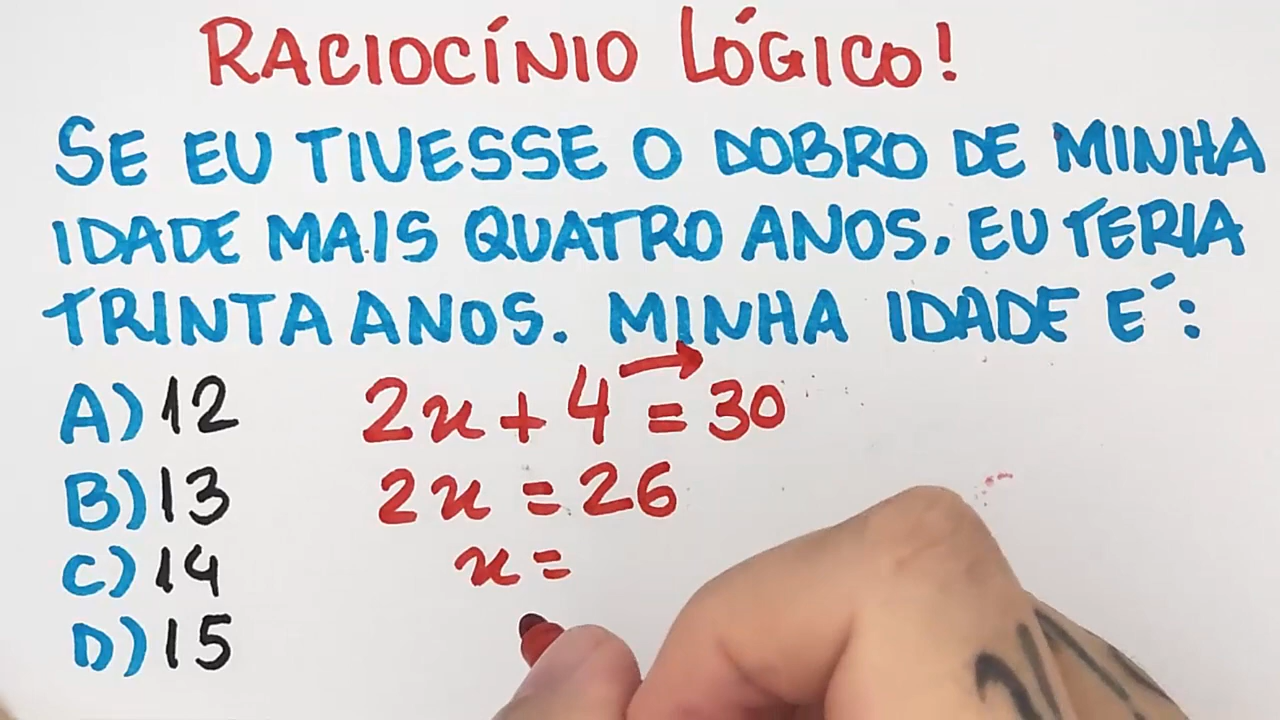 RACIOCÍNIO LÓGICO!
SE EU TIVESSE O DOBRO DE MINHA
IDADE MAIS QUATRO ANOS, EU TERIA
TRINTA ANOS. MINHA IDADE É:
A) 12
2x + 4 = 30
B) 13
2x = 26
C) 14
x =
D) 15